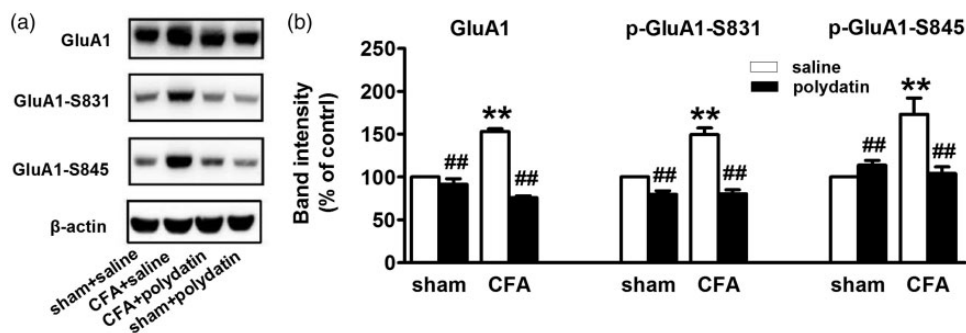 (a)
GluA1
GluA1-S831
GluA1-S845
β-actin
sham+saline
CFA+saline
CFA+polydatin
sham+polydatin
(b)
GluA1
p-GluA1-S831
p-GluA1-S845
saline
polydatin
Band intensity
(% of contrl)
250
200
150
100
50
0
##
**
##
##
**
##
##
**
##
sham
CFA
sham
CFA
sham
CFA